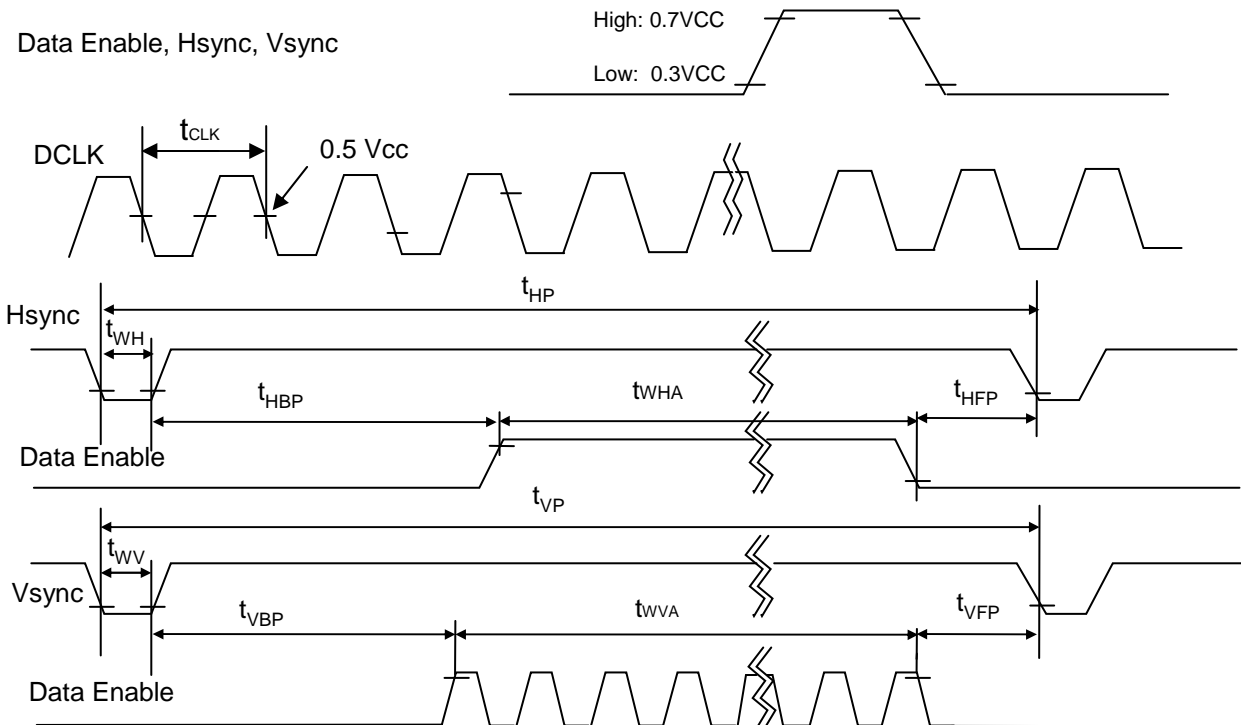 High: 0.7VCC
Data Enable, Hsync, Vsync
Low: 0.3VCC
tCLK
DCLK
0.5 Vcc
tHP
Hsync
tWH
tHBP
tWHA
tHFP
Data Enable
tVP
tWV
Vsync
tVBP
tWVA
tVFP
Data Enable